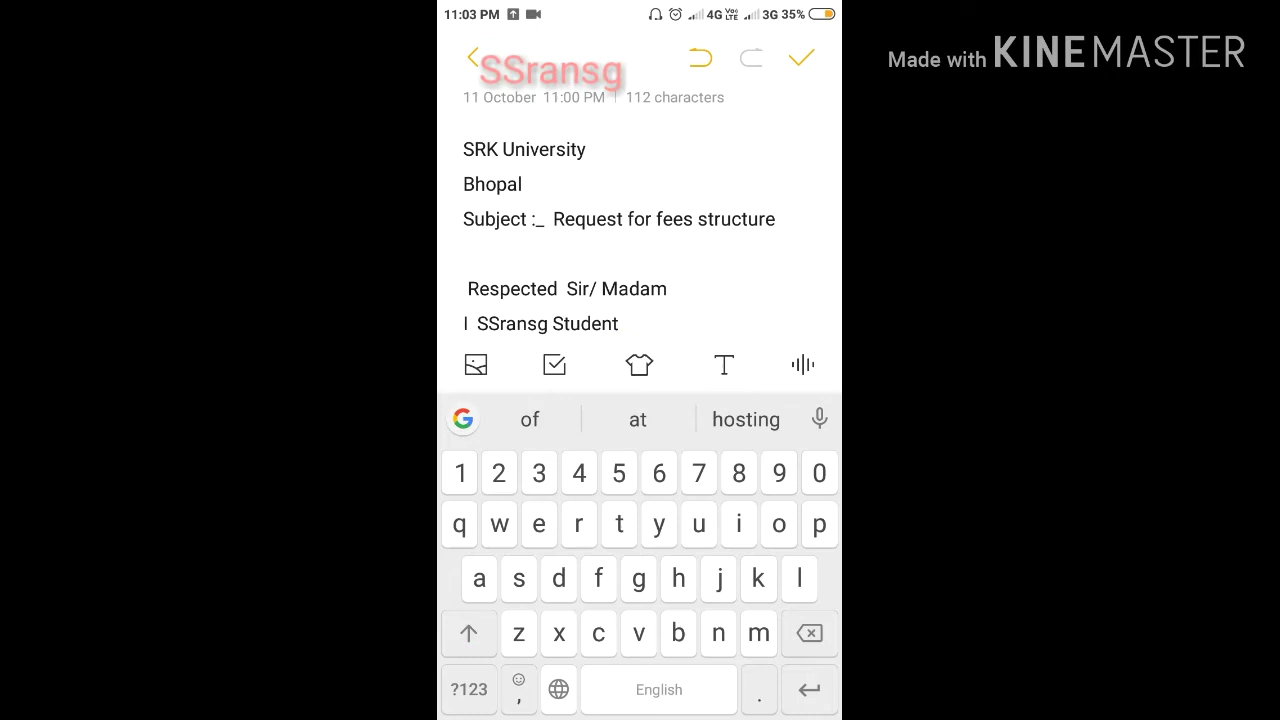 11:03 PM 4G VoLTE 3G 35%
Made with KINEMASTER
SSransg
11 October 11:00 PM | 112 characters
SRK University
Bhopal
Subject :_ Request for fees structure
Respected Sir/ Madam
I SSransg Student
T
of at hosting
1 2 3 4 5 6 7 8 9 0
q w e r t y u i o p
a s d f g h j k l
z x c v b n m
?123 , English .